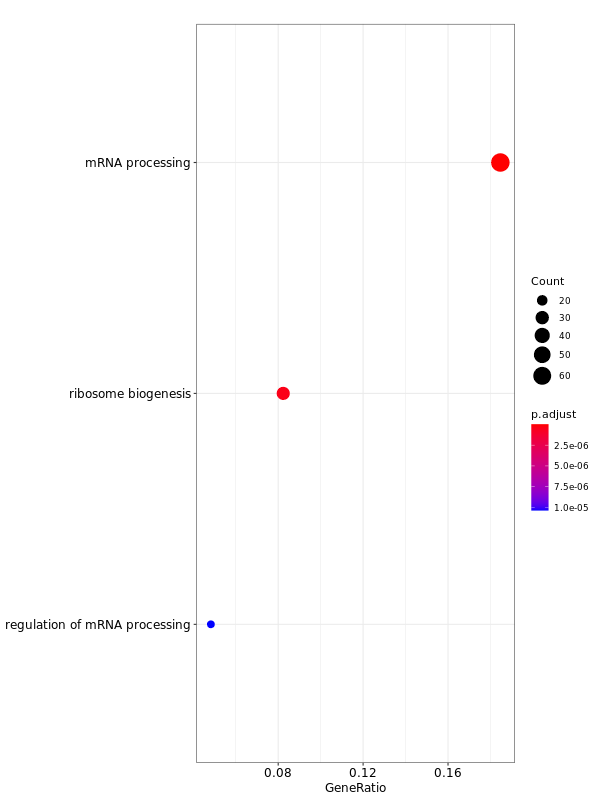 mRNA processing
ribosome biogenesis
regulation of mRNA processing
0.08 0.12 0.16
GeneRatio
Count
20
30
40
50
60
p.adjust
2.5e-06
5.0e-06
7.5e-06
1.0e-05